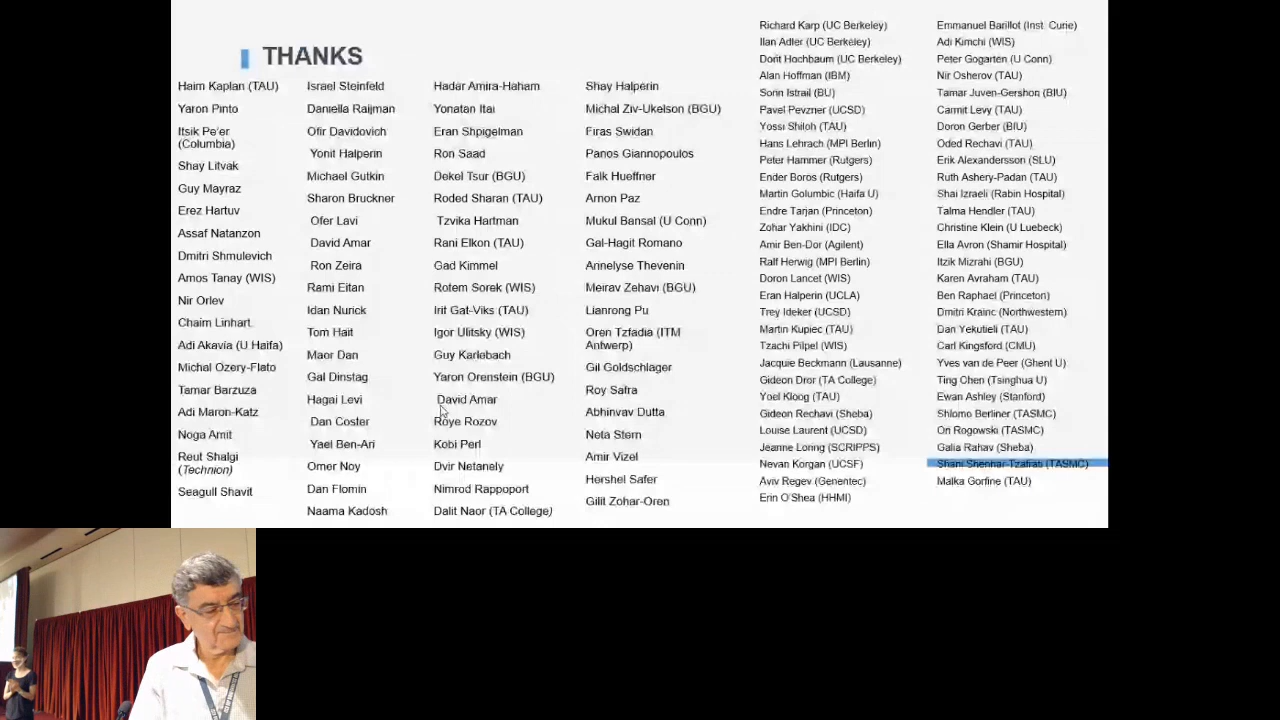 THANKS
Haim Kaplan (TAU)
Yaron Pinto
Itsik Pe'er
(Columbia)
Shay Litvak
Guy Mayraz
Erez Hartuv
Assaf Natanzon
Dmitri Shmulevich
Amos Tanay (WIS)
Nir Orlev
Chaim Linhart
Adi Akavia (U Haifa)
Michal Ozery-Flato
Tamar Barzuza
Adi Maron-Katz
Noga Amit
Reut Shalgi
(Technion)
Seagull Shavit
Israel Steinfeld
Daniella Raijman
Ofir Davidovich
Yonit Halperin
Michael Gutkin
Sharon Bruckner
Ofer Lavi
David Amar
Ron Zeira
Rami Eitan
Idan Nurick
Tom Hait
Maor Dan
Gal Dinstag
Hagai Levi
Dan Coster
Yael Ben-Ari
Omer Noy
Dan Flomin
Naama Kadosh
Hadar Amira-Haham
Yonatan Itai
Eran Shpigelman
Ron Saad
Dekel Tsur (BGU)
Roded Sharan (TAU)
Tzvika Hartman
Rani Elkon (TAU)
Gad Kimmel
Rotem Sorek (WIS)
Irit Gat-Viks (TAU)
Igor Ulitsky (WIS)
Guy Karlebach
Yaron Orenstein (BGU)
David Amar
Roye Rozov
Kobi Perl
Dvir Netanely
Nimrod Rappoport
Dalit Naor (TA College)
Shay Halperin
Michal Ziv-Ukelson (BGU)
Firas Swidan
Panos Giannopoulos
Falk Hueffner
Arnon Paz
Mukul Bansal (U Conn)
Gal-Hagit Romano
Annelyse Thevenin
Meirav Zehavi (BGU)
Lianrong Pu
Oren Tzfadia (ITM
Antwerp)
Gil Goldschlager
Roy Safra
Abhinvav Dutta
Neta Stern
Amir Vizel
Hershel Safer
Gilit Zohar-Oren
Richard Karp (UC Berkeley)
Ilan Adler (UC Berkeley)
Dorit Hochbaum (UC Berkeley)
Alan Hoffman (IBM)
Sorin Istrail (BU)
Pavel Pevzner (UCSD)
Yossi Shiloh (TAU)
Hans Lehrach (MPI Berlin)
Peter Hammer (Rutgers)
Ender Boros (Rutgers)
Martin Golumbic (Haifa U)
Endre Tarjan (Princeton)
Zohar Yakhini (IDC)
Amir Ben-Dor (Agilent)
Ralf Herwig (MPI Berlin)
Doron Lancet (WIS)
Eran Halperin (UCLA)
Trey Ideker (UCSD)
Martin Kupiec (TAU)
Tzachi Pilpel (WIS)
Jacquie Beckmann (Lausanne)
Gideon Dror (TA College)
Yoel Kloog (TAU)
Gideon Rechavi (Sheba)
Louise Laurent (UCSD)
Jeanne Loring (SCRIPPS)
Nevan Korgan (UCSF)
Aviv Regev (Genentec)
Erin O'Shea (HHMI)
Emmanuel Barillot (Inst. Curie)
Adi Kimchi (WIS)
Peter Gogarten (U Conn)
Nir Osherov (TAU)
Tamar Juven-Gershon (BIU)
Carmit Levy (TAU)
Doron Gerber (BIU)
Oded Rechavi (TAU)
Erik Alexandersson (SLU)
Ruth Ashery-Padan (TAU)
Shai Izraeli (Rabin Hospital)
Talma Hendler (TAU)
Christine Klein (U Luebeck)
Ella Avron (Shamir Hospital)
Itzik Mizrahi (BGU)
Karen Avraham (TAU)
Ben Raphael (Princeton)
Dmitri Krainc (Northwestern)
Dan Yekutieli (TAU)
Carl Kingsford (CMU)
Yves van de Peer (Ghent U)
Ting Chen (Tsinghua U)
Ewan Ashley (Stanford)
Shlomo Berliner (TASMC)
Ori Rogowski (TASMC)
Galia Rahav (Sheba)
Shani Shenhar-Tzafrati (TASMC)
Malka Gorfine (TAU)